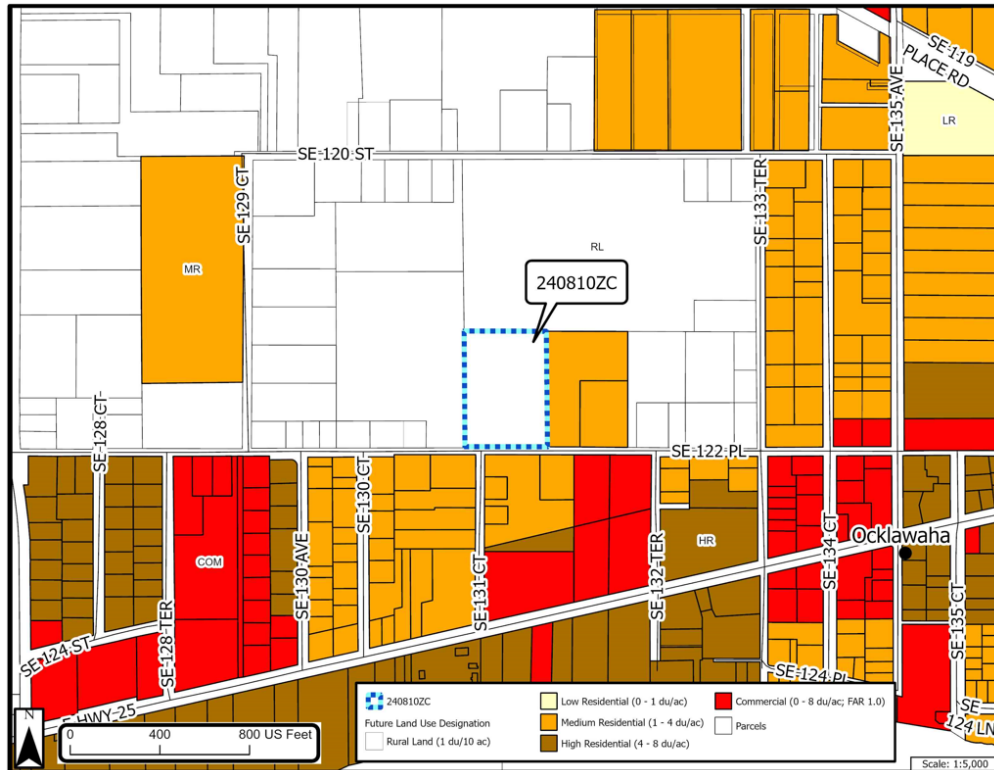 SE 119
PLACE RD
SE 135 AVE
LR
SE 120 ST
SE 129 CT
SE 133 TER
MR
RL
240810ZC
SE 128 CT
SE 122 PL
SE 130 CT
SE 130 AVE
COM
SE 131 CT
SE 132 TER
HR
SE 134 CT
Ocklawaha
SE 128 TER
SE 135 CT
SE 124 ST
SE 124 PL
SE
124 LN
E HWY 25
N
0 400 800 US Feet
240810ZC
Future Land Use Designation
Rural Land (1 du/10 ac)
Low Residential (0 - 1 du/ac)
Medium Residential (1 - 4 du/ac)
High Residential (4 - 8 du/ac)
Commercial (0 - 8 du/ac; FAR 1.0)
Parcels
Scale: 1:5,000